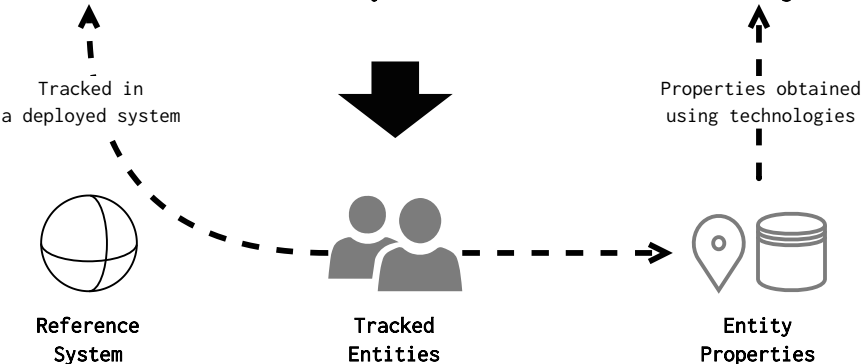 Tracked in
a deployed system
Properties obtained
using technologies
Reference
System
Tracked
Entities
Entity
Properties